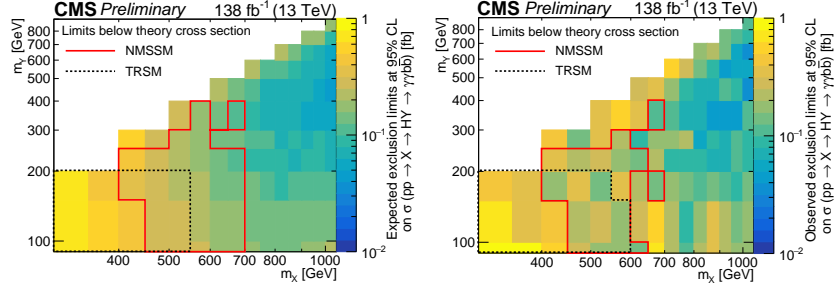 CMS Preliminary 138 fb⁻¹ (13 TeV)
Limits below theory cross section
NMSSM
TRSM
m_Y [GeV]
800
700
600
500
400
300
200
100
400 500 600 700 800 1000
m_X [GeV]
1
10⁻¹
10⁻²
Expected exclusion limits at 95% CL
on σ (pp → X → HY → γγbb̄) [fb]
CMS Preliminary 138 fb⁻¹ (13 TeV)
Limits below theory cross section
NMSSM
TRSM
m_Y [GeV]
800
700
600
500
400
300
200
100
400 500 600 700 800 1000
m_X [GeV]
1
10⁻¹
10⁻²
Observed exclusion limits at 95% CL
on σ (pp → X → HY → γγbb̄) [fb]